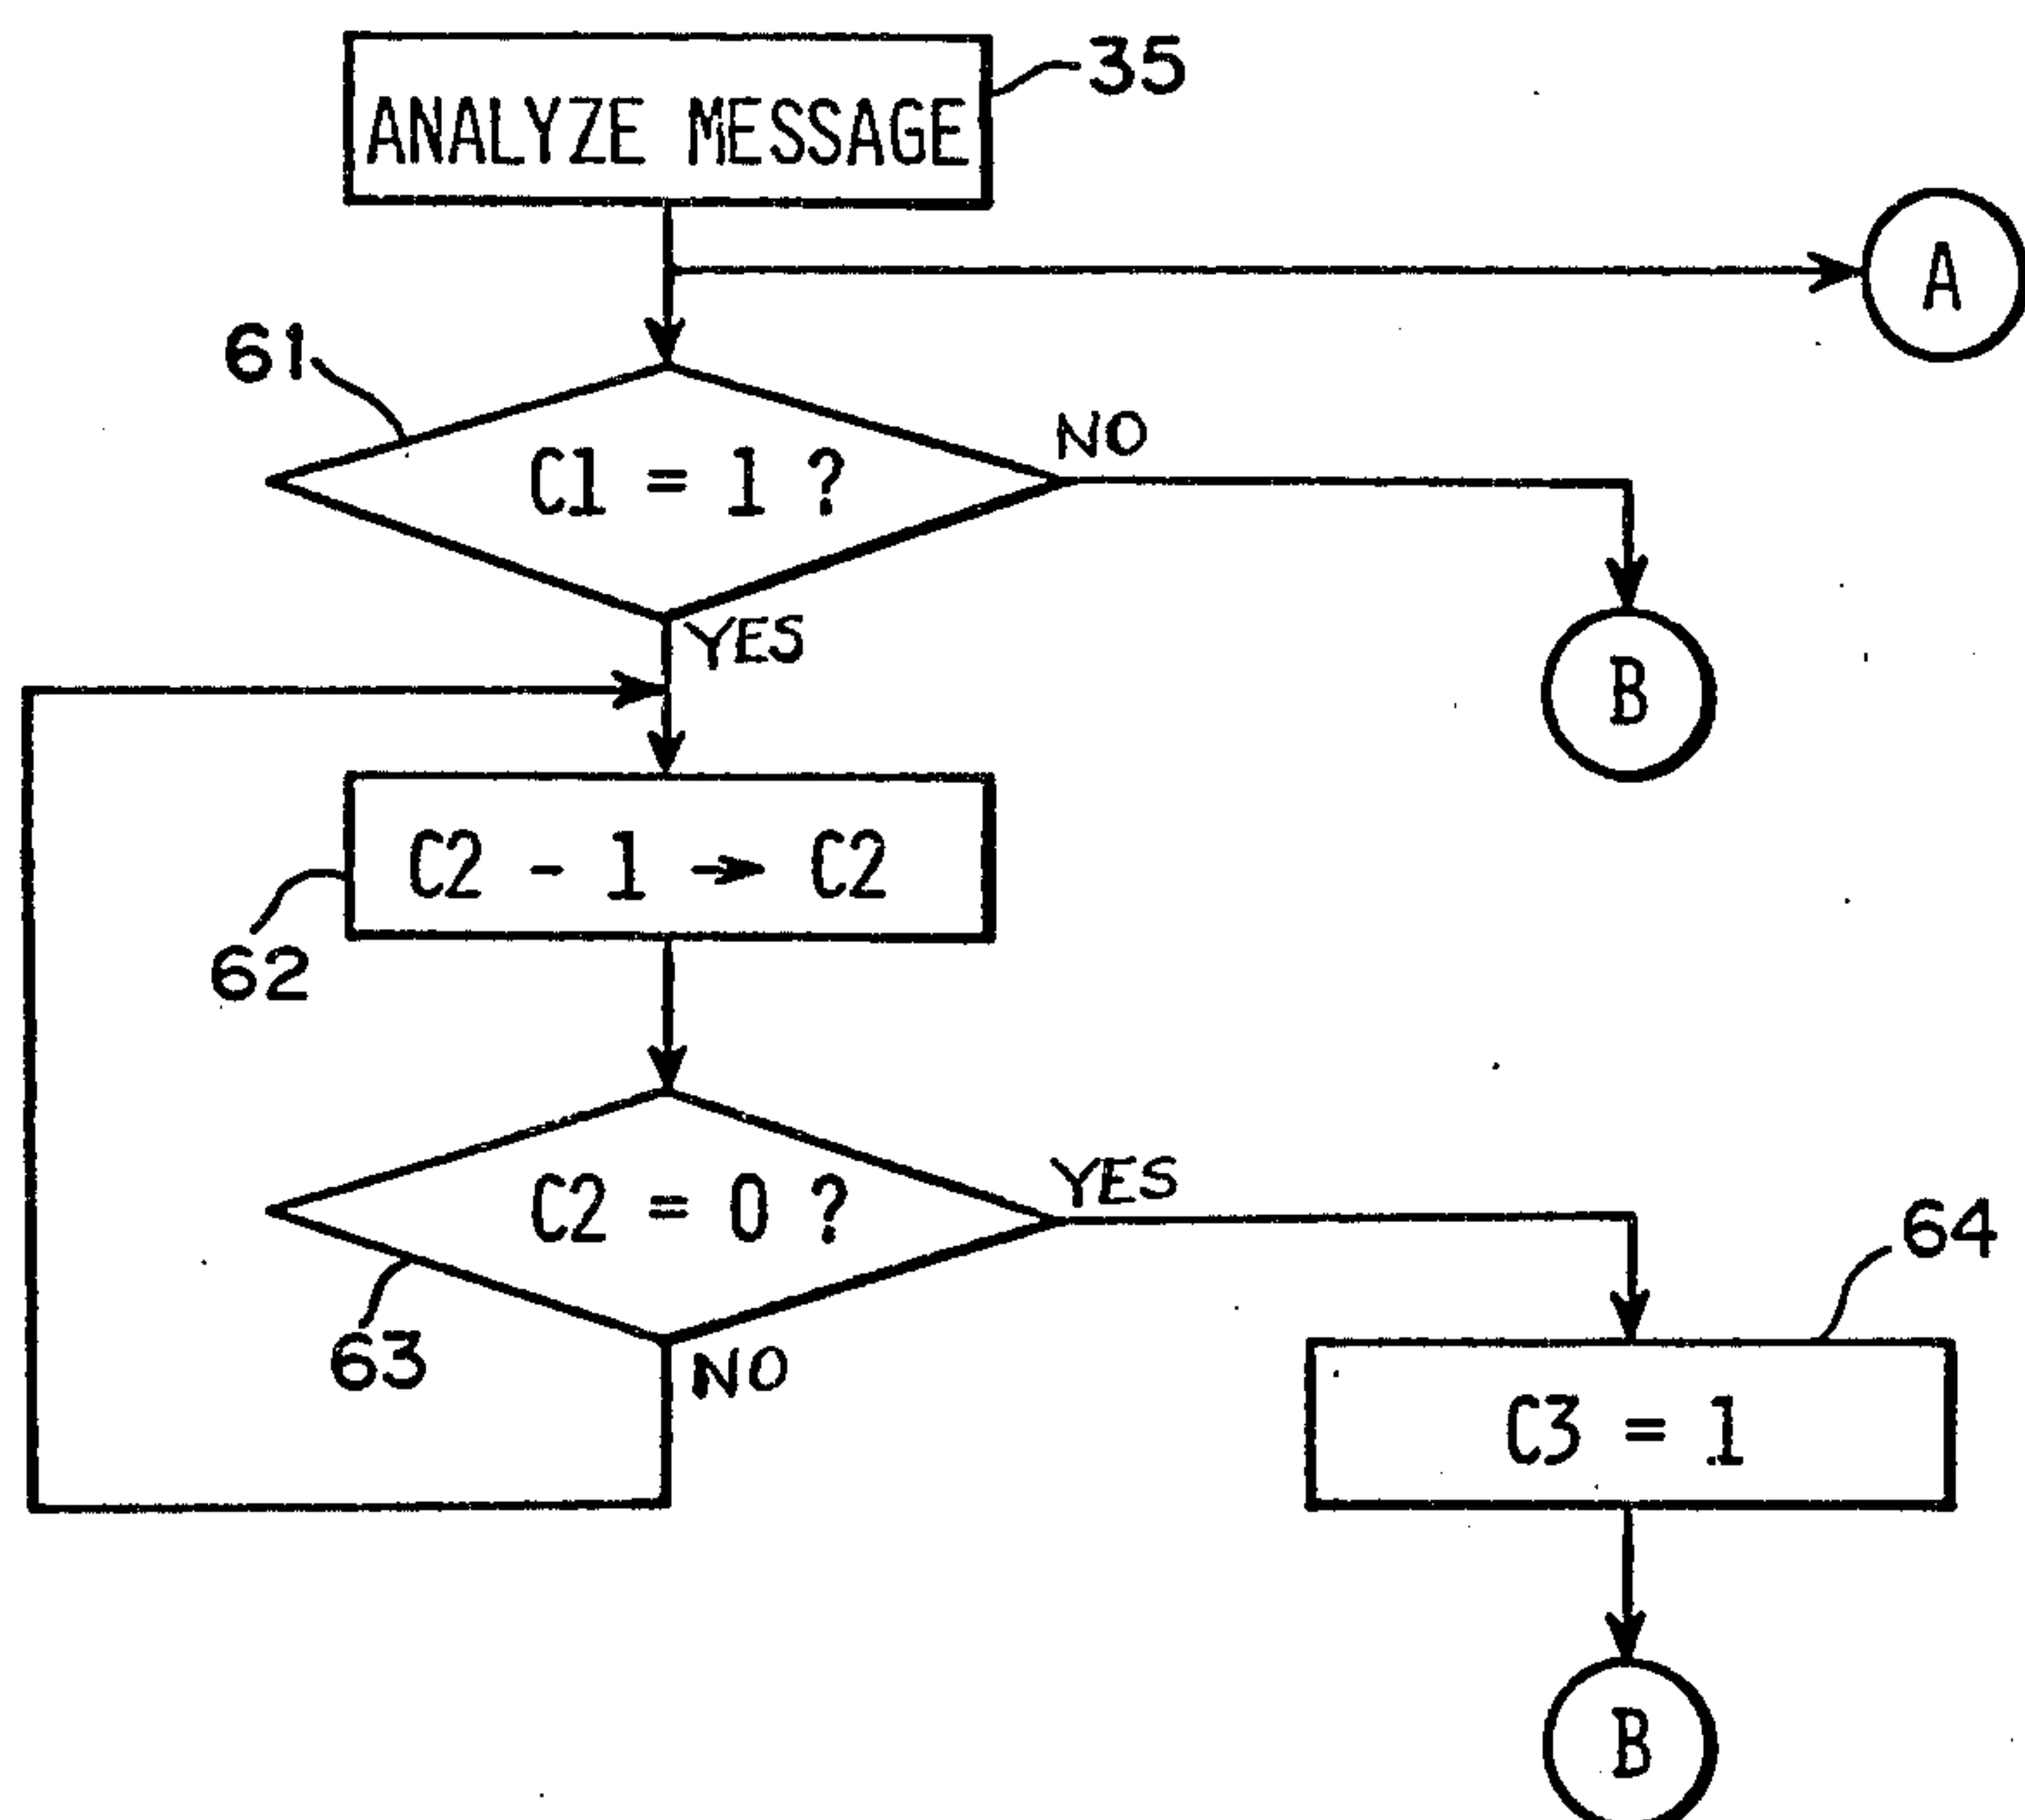 35
ANALYZE MESSAGE
A
61
C1 = 1 ?
NO
YES
B
C2 - 1 → C2
62
C2 = 0 ?
YES
64
63
NO
C3 = 1
B